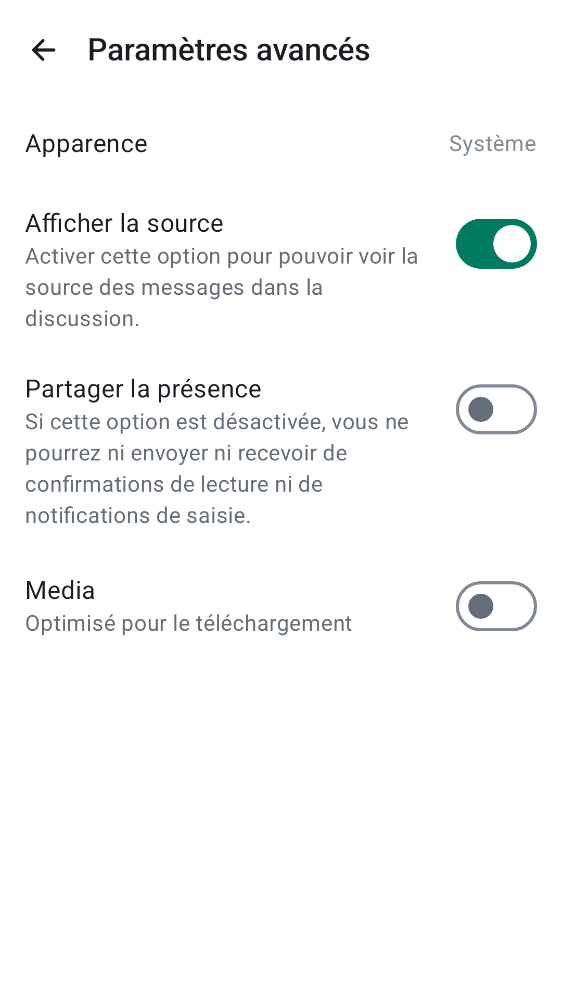 Paramètres avancés
Apparence
Système
Afficher la source
Activer cette option pour pouvoir voir la
source des messages dans la
discussion.
Partager la présence
Si cette option est désactivée, vous ne
pourrez ni envoyer ni recevoir de
confirmations de lecture ni de
notifications de saisie.
Media
Optimisé pour le téléchargement